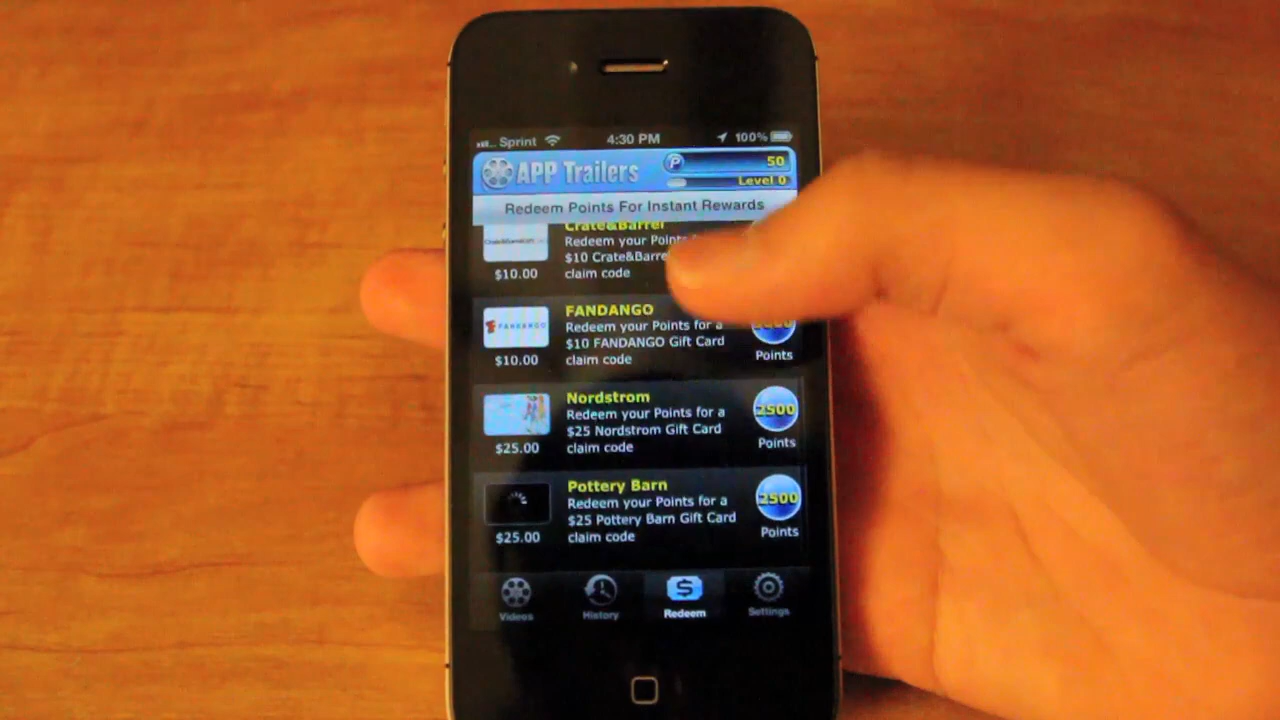 Sprint
4:30 PM
100%
APP Trailers
P
50
Level 0
Redeem Points For Instant Rewards
Crate&Barrel
Redeem your Points
$10 Crate&Barre
claim code
$10.00
FANDANGO
Redeem your Points for a
$10 FANDANGO Gift Card
claim code
FANDANGO
$10.00
Points
Nordstrom
Redeem your Points for a
$25 Nordstrom Gift Card
claim code
$25.00
2500
Points
Pottery Barn
Redeem your Points for a
$25 Pottery Barn Gift Card
claim code
$25.00
2500
Points
Videos
History
$
Redeem
Settings